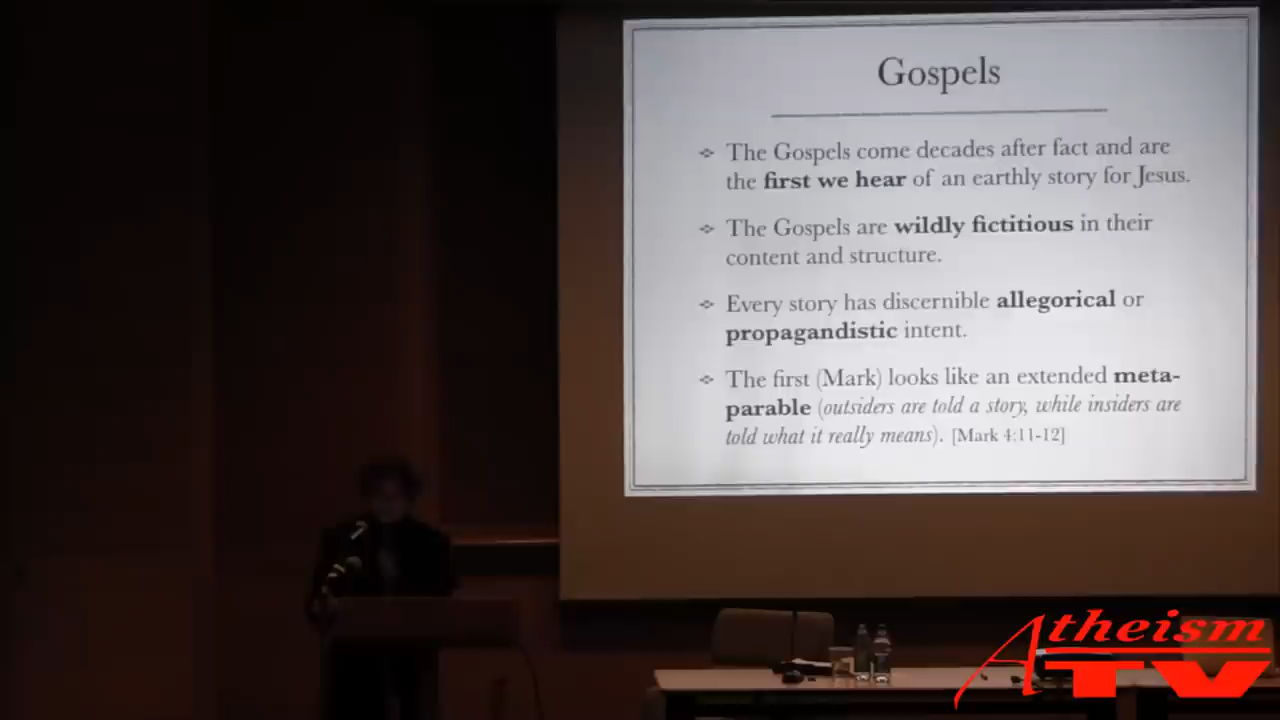 Gospels
The Gospels come decades after fact and are
the first we hear of an earthly story for Jesus.
The Gospels are wildly fictitious in their
content and structure.
Every story has discernible allegorical or
propagandistic intent.
The first (Mark) looks like an extended meta-
parable (outsiders are told a story, while insiders are
told what it really means). [Mark 4:11-12]
Atheism
TV